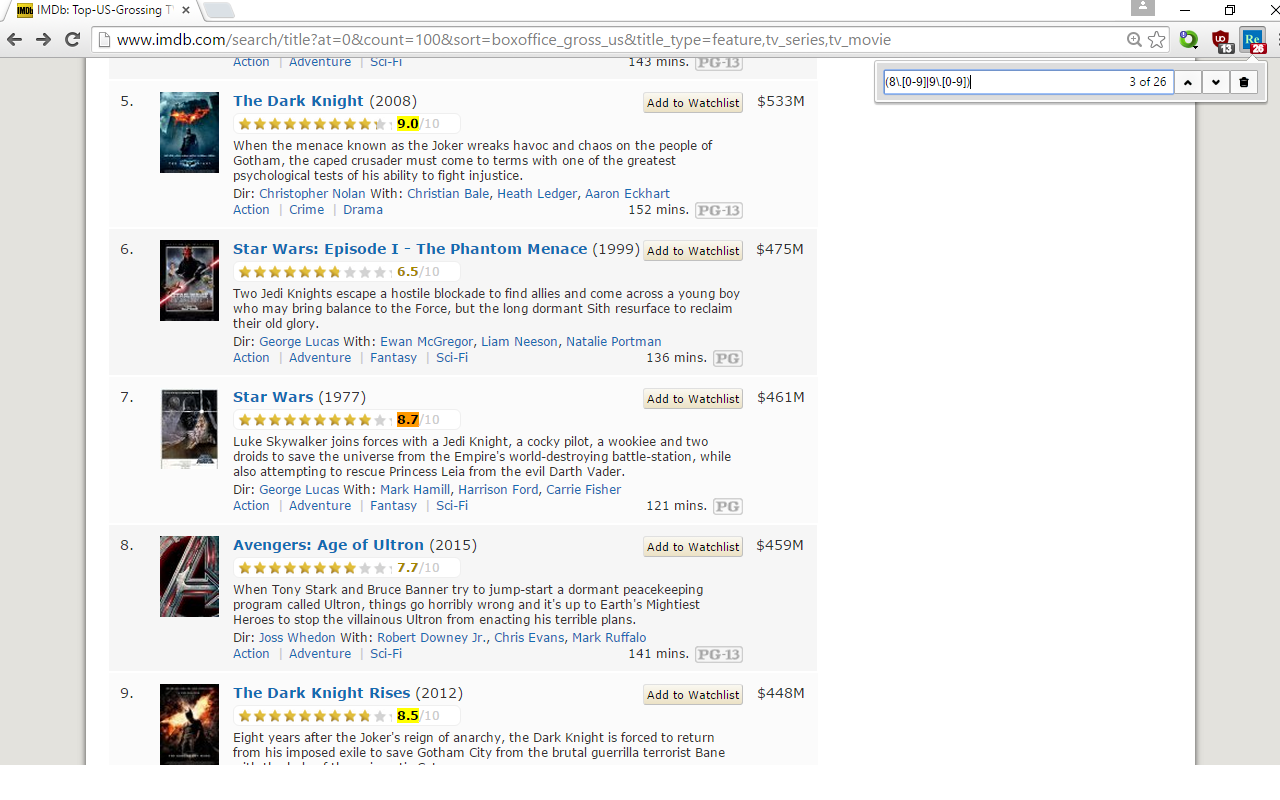 IMDb: Top-US-Grossing T
www.imdb.com/search/title?at=0&count=100&sort=boxoffice_gross_us&title_type=feature,tv_series,tv_movie
13
Re
26
(8\.[0-9]|9\.[0-9])
3 of 26
Action | Adventure | Sci-Fi 143 mins. PG-13
5. The Dark Knight (2008) Add to Watchlist $533M
9.0/10
When the menace known as the Joker wreaks havoc and chaos on the people of
Gotham, the caped crusader must come to terms with one of the greatest
psychological tests of his ability to fight injustice.
Dir: Christopher Nolan With: Christian Bale, Heath Ledger, Aaron Eckhart
Action | Crime | Drama 152 mins. PG-13
6. Star Wars: Episode I - The Phantom Menace (1999) Add to Watchlist $475M
6.5/10
Two Jedi Knights escape a hostile blockade to find allies and come across a young boy
who may bring balance to the Force, but the long dormant Sith resurface to reclaim
their old glory.
Dir: George Lucas With: Ewan McGregor, Liam Neeson, Natalie Portman
Action | Adventure | Fantasy | Sci-Fi 136 mins. PG
7. Star Wars (1977) Add to Watchlist $461M
8.7/10
Luke Skywalker joins forces with a Jedi Knight, a cocky pilot, a wookiee and two
droids to save the universe from the Empire's world-destroying battle-station, while
also attempting to rescue Princess Leia from the evil Darth Vader.
Dir: George Lucas With: Mark Hamill, Harrison Ford, Carrie Fisher
Action | Adventure | Fantasy | Sci-Fi 121 mins. PG
8. Avengers: Age of Ultron (2015) Add to Watchlist $459M
7.7/10
When Tony Stark and Bruce Banner try to jump-start a dormant peacekeeping
program called Ultron, things go horribly wrong and it's up to Earth's Mightiest
Heroes to stop the villainous Ultron from enacting his terrible plans.
Dir: Joss Whedon With: Robert Downey Jr., Chris Evans, Mark Ruffalo
Action | Adventure | Sci-Fi 141 mins. PG-13
9. The Dark Knight Rises (2012) Add to Watchlist $448M
8.5/10
Eight years after the Joker's reign of anarchy, the Dark Knight is forced to return
from his imposed exile to save Gotham City from the brutal guerrilla terrorist Bane